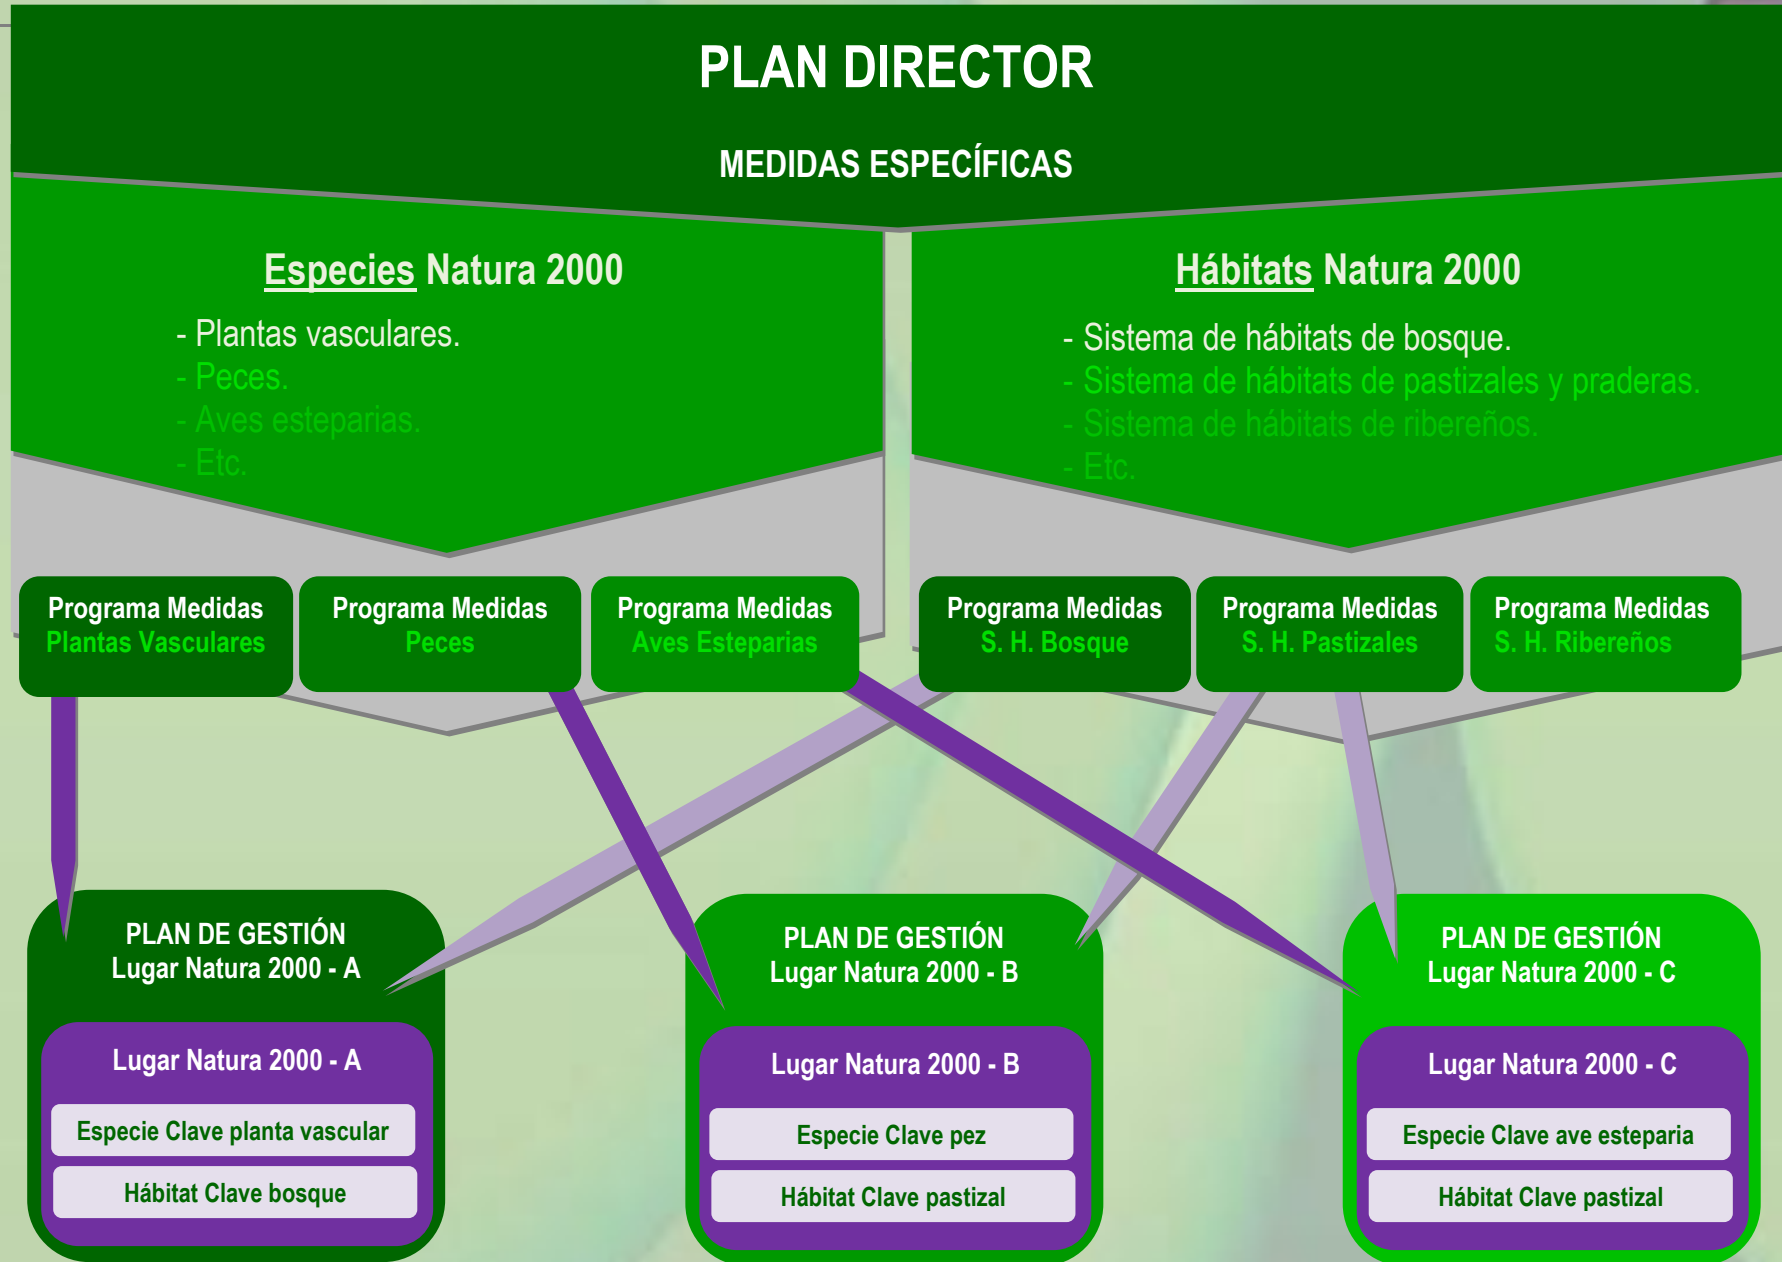 PLAN DIRECTOR
MEDIDAS ESPECÍFICAS
Especies Natura 2000
- Plantas vasculares.
- Peces.
- Aves esteparias.
- Etc.
Hábitats Natura 2000
- Sistema de hábitats de bosque.
- Sistema de hábitats de pastizales y praderas.
- Sistema de hábitats de ribereños.
- Etc.
Programa Medidas
Plantas Vasculares
Programa Medidas
Peces
Programa Medidas
Aves Esteparias
Programa Medidas
S. H. Bosque
Programa Medidas
S. H. Pastizales
Programa Medidas
S. H. Ribereños
PLAN DE GESTIÓN
Lugar Natura 2000 - A
Lugar Natura 2000 - A
Especie Clave planta vascular
Hábitat Clave bosque
PLAN DE GESTIÓN
Lugar Natura 2000 - B
Lugar Natura 2000 - B
Especie Clave pez
Hábitat Clave pastizal
PLAN DE GESTIÓN
Lugar Natura 2000 - C
Lugar Natura 2000 - C
Especie Clave ave esteparia
Hábitat Clave pastizal